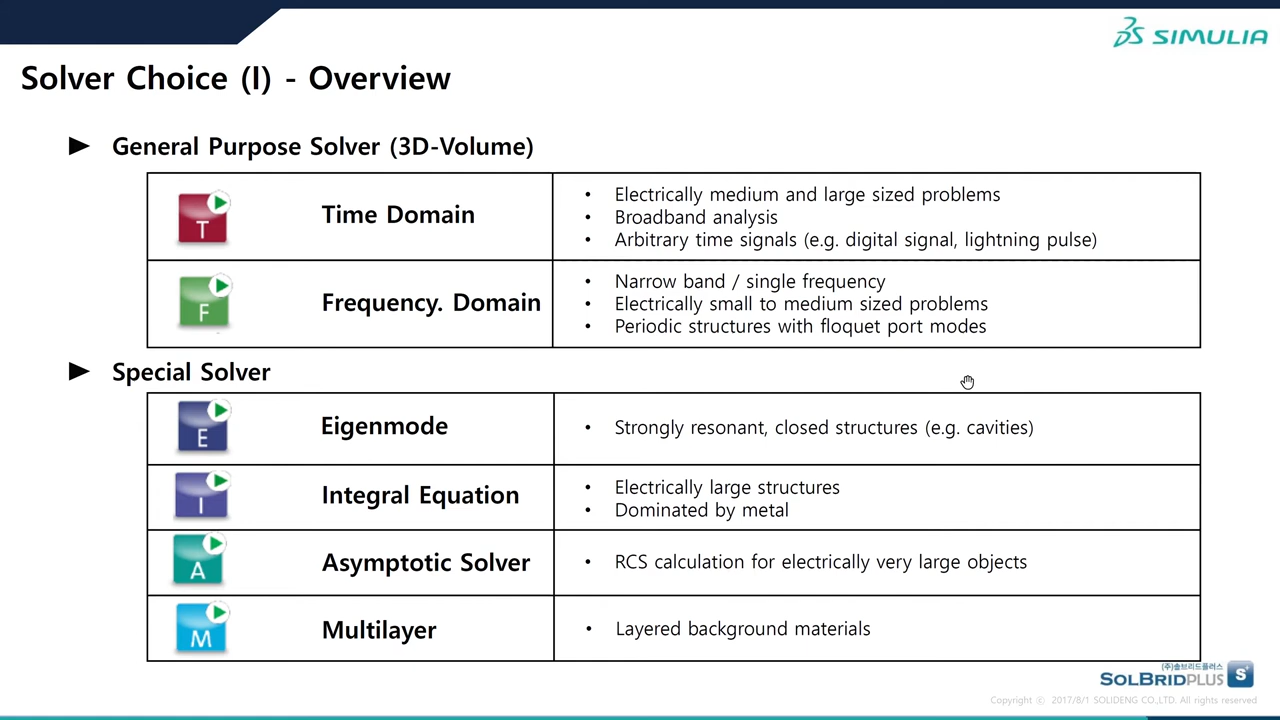 SIMULIA
Solver Choice (I) - Overview
General Purpose Solver (3D-Volume)
T
Time Domain
• Electrically medium and large sized problems
• Broadband analysis
• Arbitrary time signals (e.g. digital signal, lightning pulse)
F
Frequency. Domain
• Narrow band / single frequency
• Electrically small to medium sized problems
• Periodic structures with floquet port modes
Special Solver
E
Eigenmode
• Strongly resonant, closed structures (e.g. cavities)
I
Integral Equation
• Electrically large structures
• Dominated by metal
A
Asymptotic Solver
• RCS calculation for electrically very large objects
M
Multilayer
• Layered background materials
(주)솔브리드플러스
SOLBRIDPLUS S+
Copyright ⓒ 2017/8/1 SOLIDENG CO.,LTD. All rights reserved